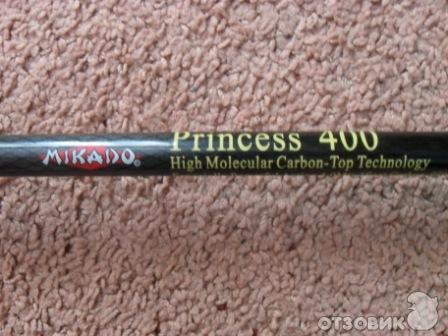 MIKADO®
Princess 400
High Molecular Carbon-Top Technology
ОТЗОВИК